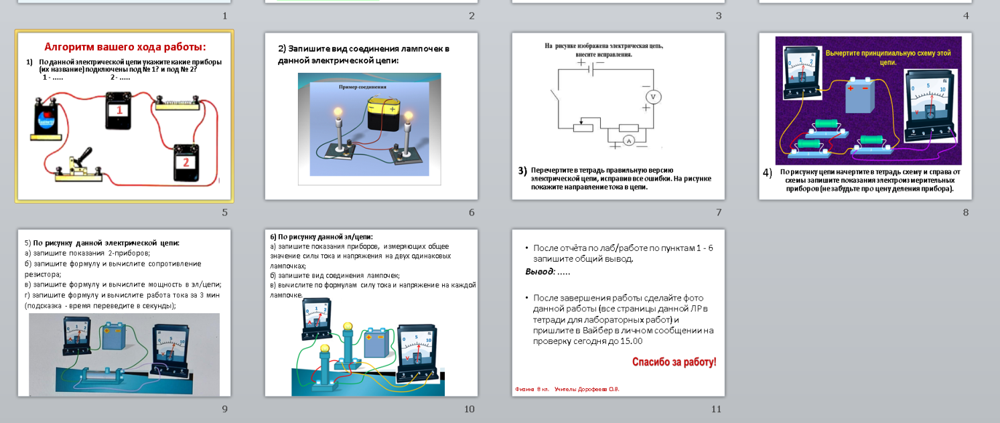 1
2
3
4
Алгоритм вашего хода работы:
1) По данной электрической цепи укажите какие приборы
(их название) подключены под № 1? и под № 2?
1 - ..... 2 - .....
1
2
5
2) Запишите вид соединения лампочек в
данной электрической цепи:
Пример соединения
− +
6
На рисунке изображена электрическая цепь,
внесите исправления.
+ −
−
V
+
+ A −
3) Перечертите в тетрадь правильную версию
электрической цепи, исправив все ошибки. На рисунке
покажите направление тока в цепи.
7
Вычертите принципиальную схему этой
цепи.
0 1 2
A
+ −
0 5 10
V
4) По рисунку цепи начертите в тетрадь схему и справа от
схемы запишите показания электроизмерительных
приборов (не забудьте про цену деления прибора).
8
5) По рисунку данной электрической цепи:
а) запишите показания 2-приборов;
б) запишите формулу и вычислите сопротивление
резистора;
в) запишите формулу и вычислите мощность в эл/цепи;
г) запишите формулу и вычислите работа тока за 3 мин
(подсказка - время переведите в секунды);
0 1 2
A
+ −
0 5 10
V
9
6) По рисунку данной эл/цепи:
а) запишите показания приборов, измеряющих общее
значение силы тока и напряжения на двух одинаковых
лампочках;
б) запишите вид соединения лампочек;
в) вычислите по формулам силу тока и напряжение на каждой
лампочке.
0 1 2
A
+ −
0 5 10
V
10
• После отчёта по лаб/работе по пунктам 1 - 6
запишите общий вывод.
Вывод: .....
• После завершения работы сделайте фото
данной работы (все страницы данной ЛР в
тетради для лабораторных работ) и
пришлите в Вайбер в личном сообщении на
проверку сегодня до 15.00
Спасибо за работу!
Физика 8 кл. Учитель: Дорофеева О.В.
11